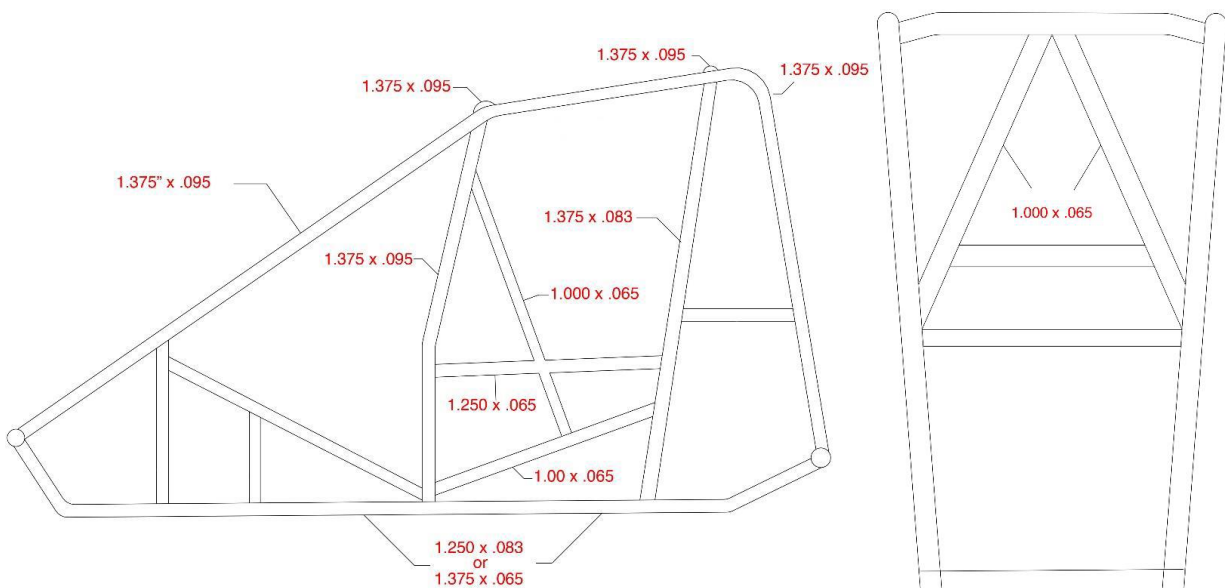 1.375 x .095
1.375 x .095
1.375 x .095
1.375” x .095
1.375 x .083
1.000 x .065
1.375 x .095
1.000 x .065
1.250 x .065
1.00 x .065
1.250 x .083
or
1.375 x .065